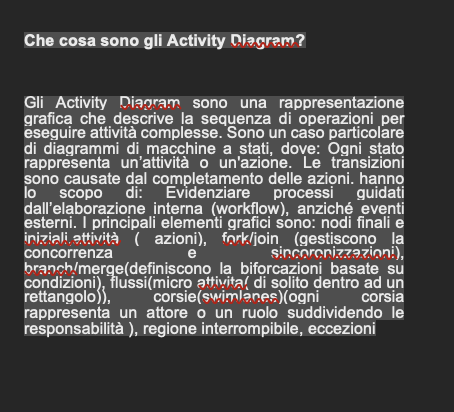 Che cosa sono gli Activity Diagram?
Gli Activity Diagram sono una rappresentazione
grafica che descrive la sequenza di operazioni per
eseguire attività complesse. Sono un caso particolare
di diagrammi di macchine a stati, dove: Ogni stato
rappresenta un'attività o un'azione. Le transizioni
sono causate dal completamento delle azioni. hanno
lo scopo di: Evidenziare processi guidati
dall'elaborazione interna (workflow), anziché eventi
esterni. I principali elementi grafici sono: nodi finali e
iniziali,attività ( azioni), fork/join (gestiscono la
concorrenza e sincoronizzazioni),
branch/merge(definiscono la biforcazioni basate su
condizioni), flussi(micro attivita( di solito dentro ad un
rettangolo)), corsie(swimlanes)(ogni corsia
rappresenta un attore o un ruolo suddividendo le
responsabilità ), regione interrompibile, eccezioni